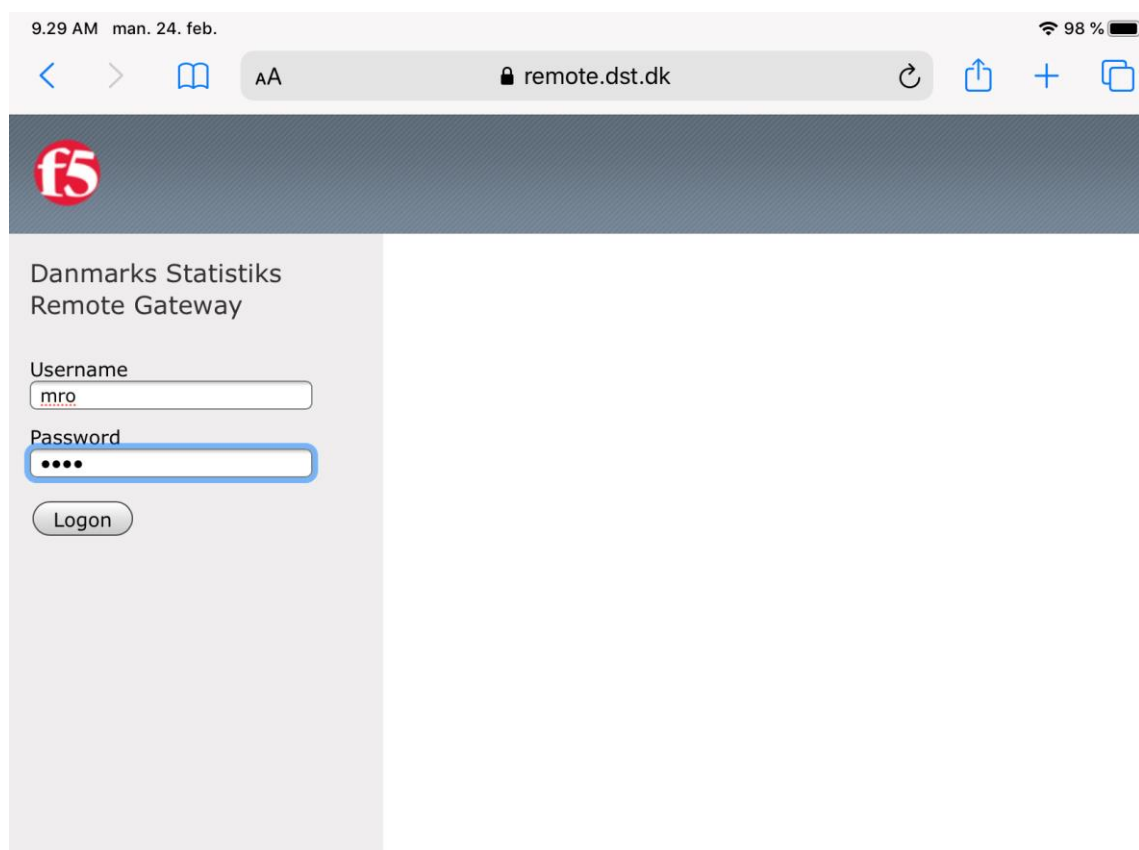 9.29 AM man. 24. feb.
98 %
AA
remote.dst.dk
f5
Danmarks Statistiks
Remote Gateway
Username
mro
Password
••••
Logon